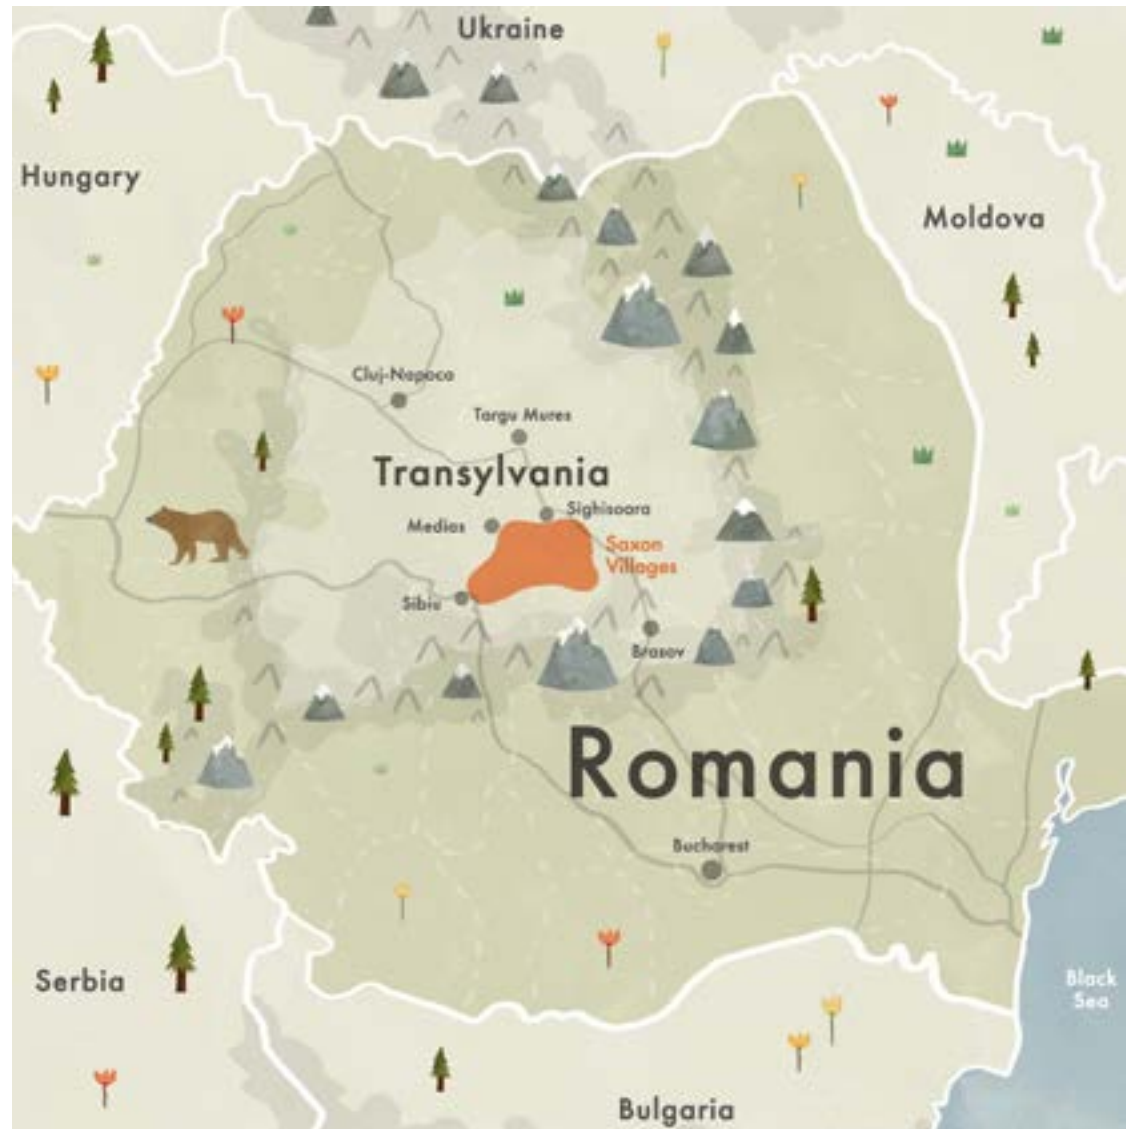 Ukraine
Hungary
Moldova
Cluj-Napoca
Targu Mures
Transylvania
Sighisoara
Medias
Saxon
Villages
Sibiu
Brasov
Romania
Bucharest
Serbia
Black
Sea
Bulgaria